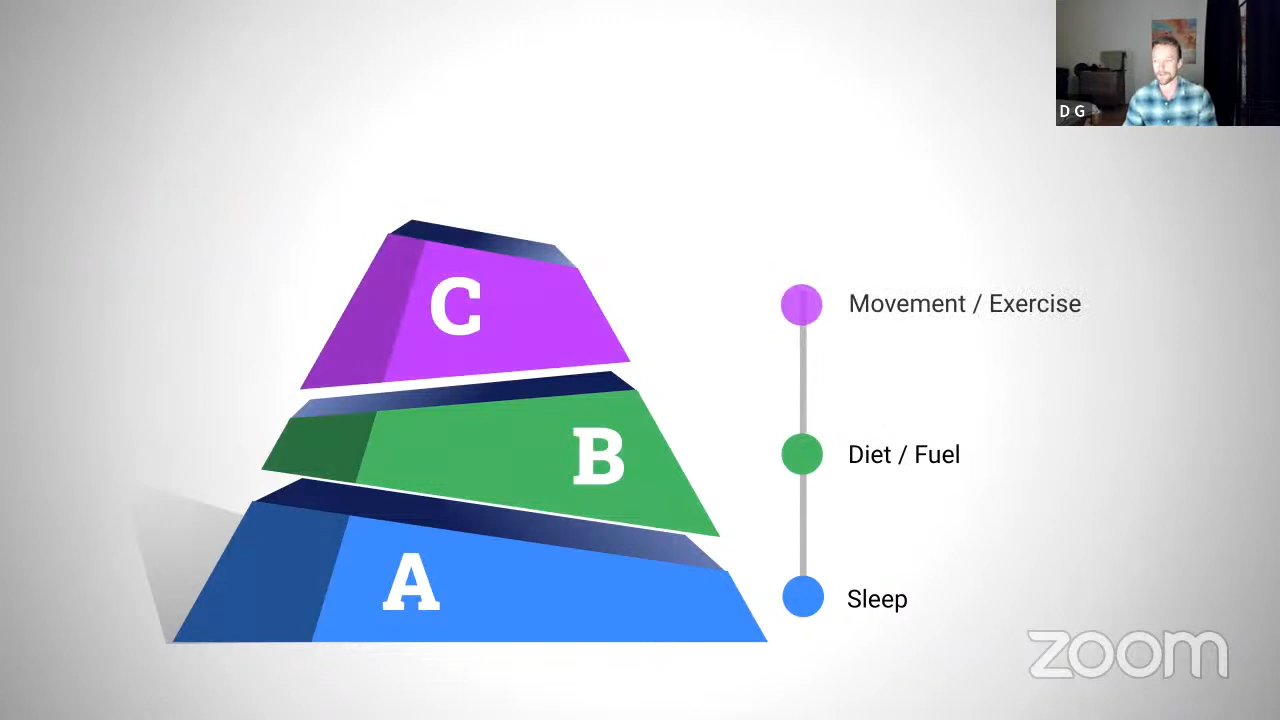 D G
C
Movement / Exercise
B
Diet / Fuel
A
Sleep
zoom